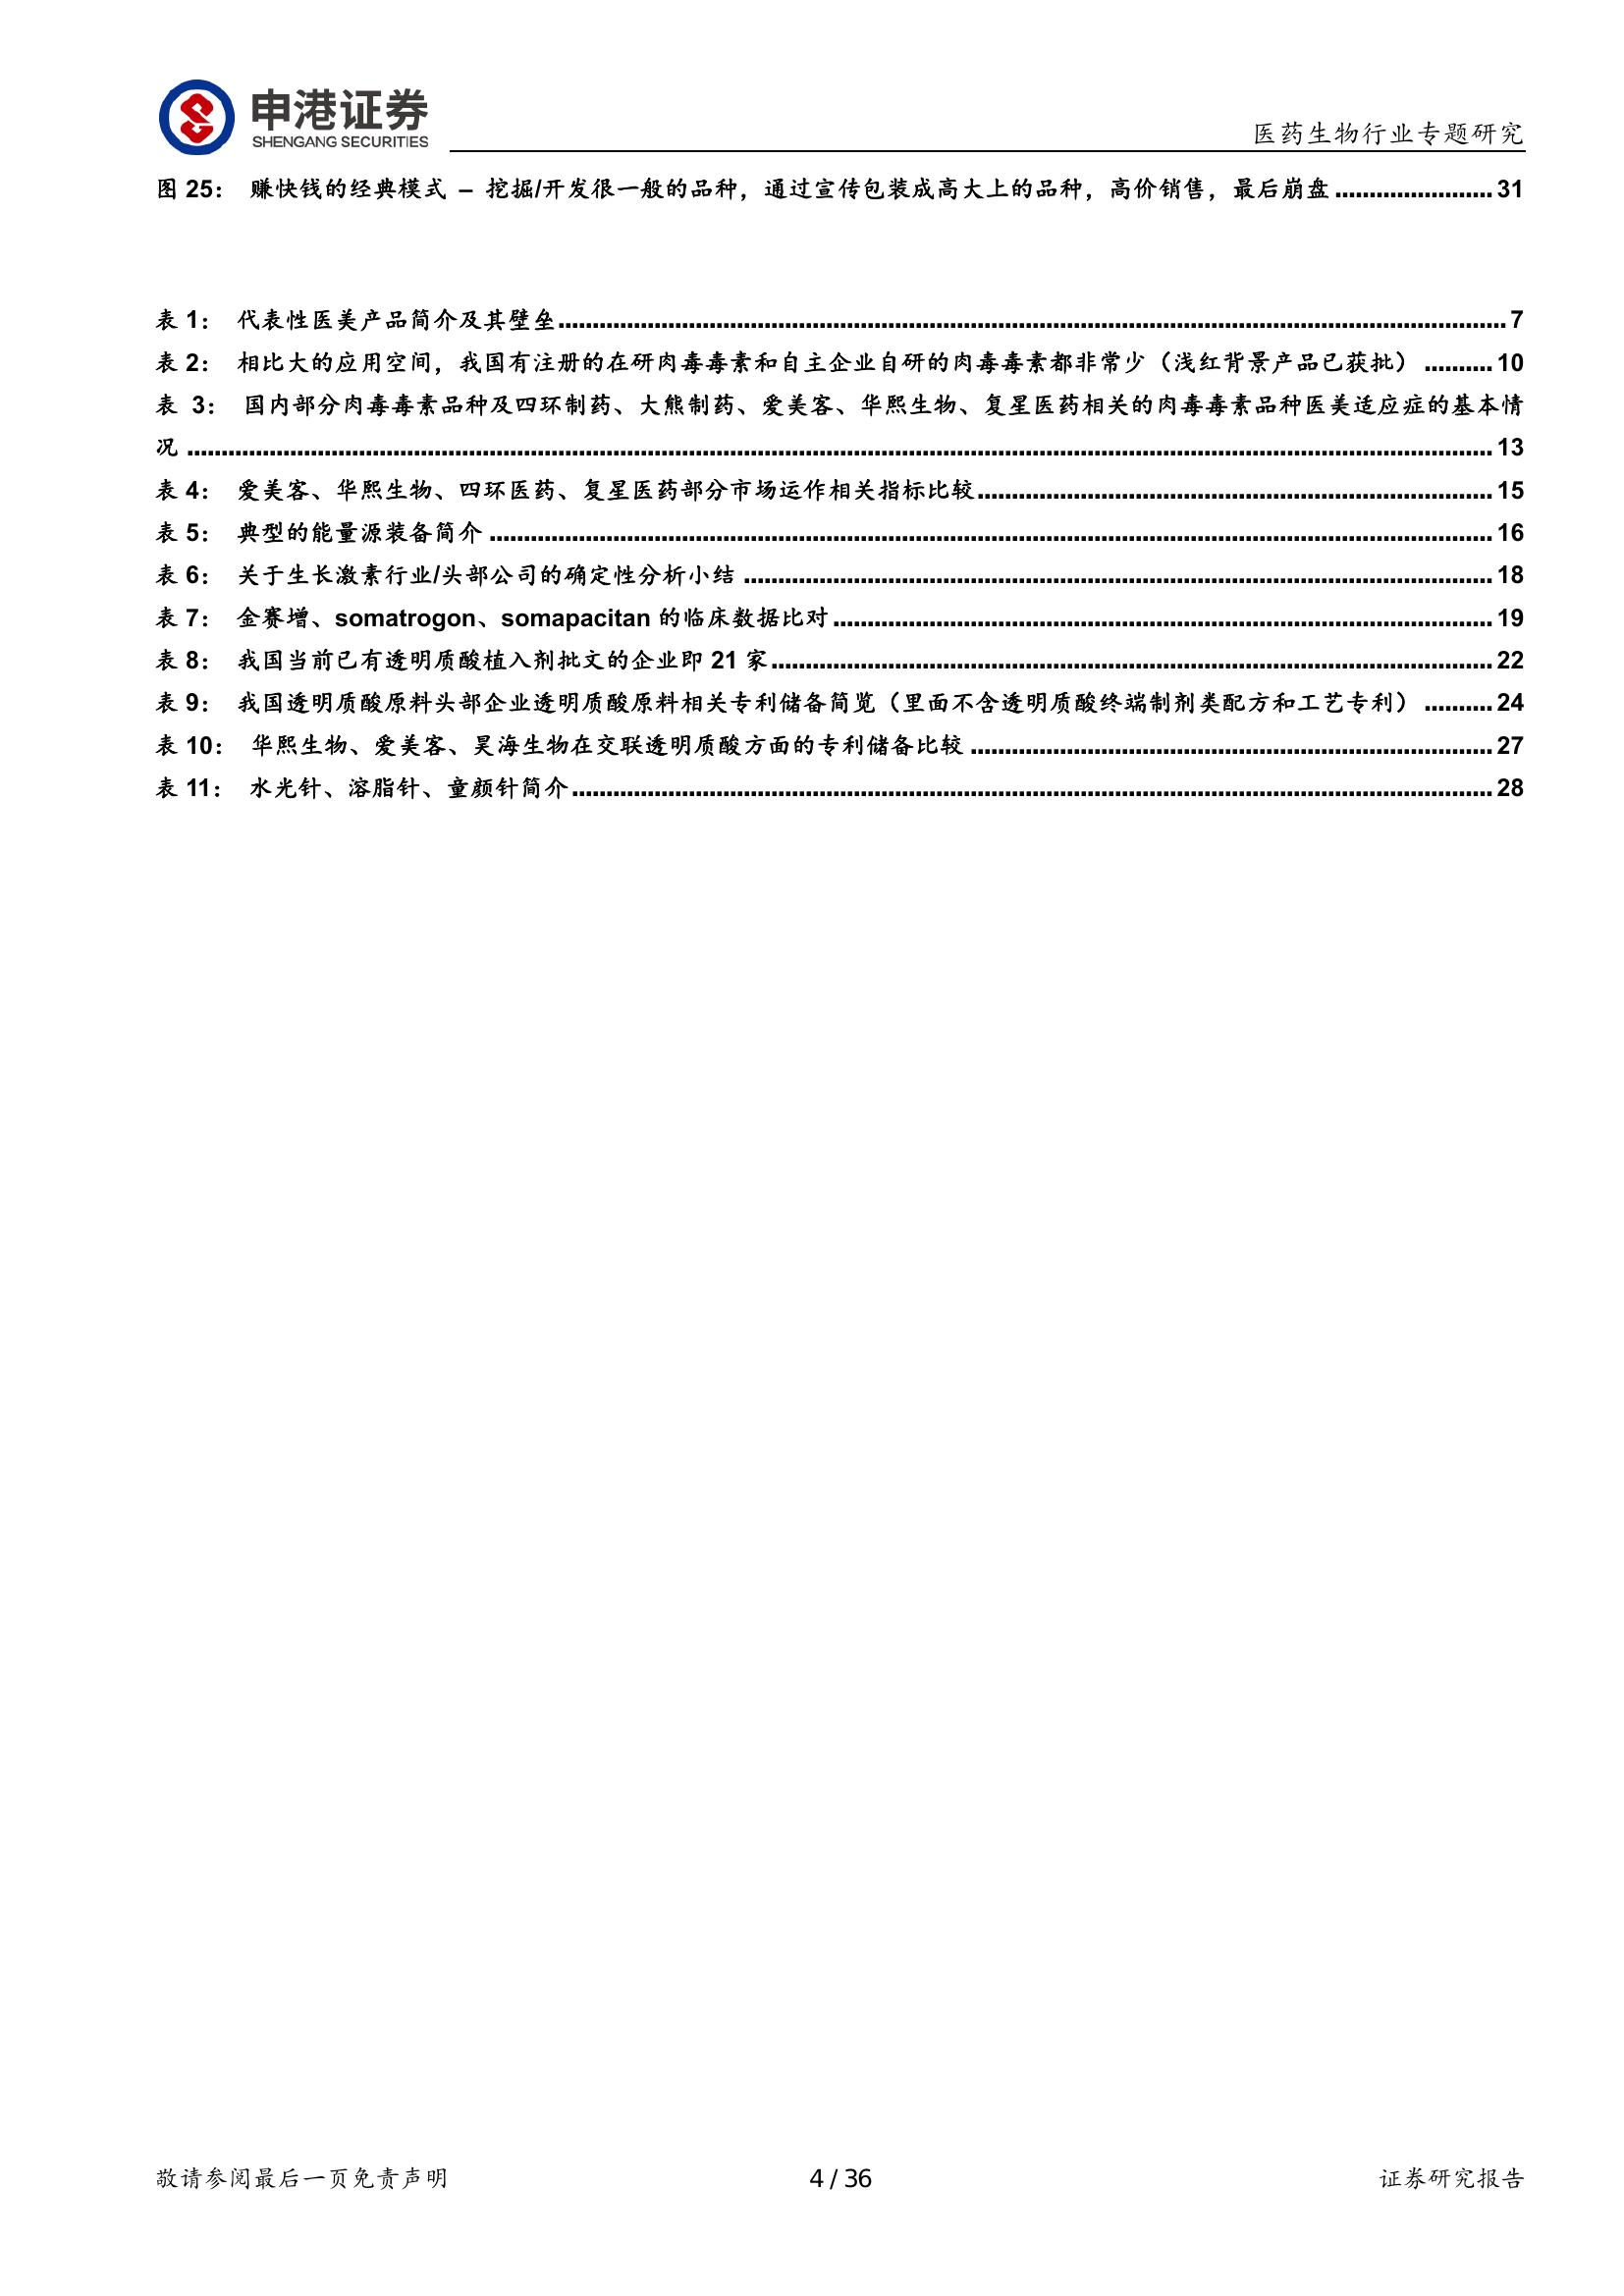 申港证券
SHENGANG SECURITIES
医药生物行业专题研究
图 25： 赚快钱的经典模式 – 挖掘/开发很一般的品种，通过宣传包装成高大上的品种，高价销售，最后崩盘 ....................... 31
表 1： 代表性医美产品简介及其壁垒 .......... 7
表 2： 相比大的应用空间，我国有注册的在研肉毒毒素和自主企业自研的肉毒毒素都非常少（浅红背景产品已获批） .......... 10
表 3： 国内部分肉毒毒素品种及四环制药、大熊制药、爱美客、华熙生物、复星医药相关的肉毒毒素品种医美适应症的基本情
况 .......... 13
表 4： 爱美客、华熙生物、四环医药、复星医药部分市场运作相关指标比较 .......... 15
表 5： 典型的能量源装备简介 .......... 16
表 6： 关于生长激素行业/头部公司的确定性分析小结 .......... 18
表 7： 金赛增、somatrogon、somapacitan 的临床数据比对 .......... 19
表 8： 我国当前已有透明质酸植入剂批文的企业即 21 家 .......... 22
表 9： 我国透明质酸原料头部企业透明质酸原料相关专利储备简览（里面不含透明质酸终端制剂类配方和工艺专利） .......... 24
表 10： 华熙生物、爱美客、昊海生物在交联透明质酸方面的专利储备比较 .......... 27
表 11： 水光针、溶脂针、童颜针简介 .......... 28
敬请参阅最后一页免责声明
4 / 36
证券研究报告